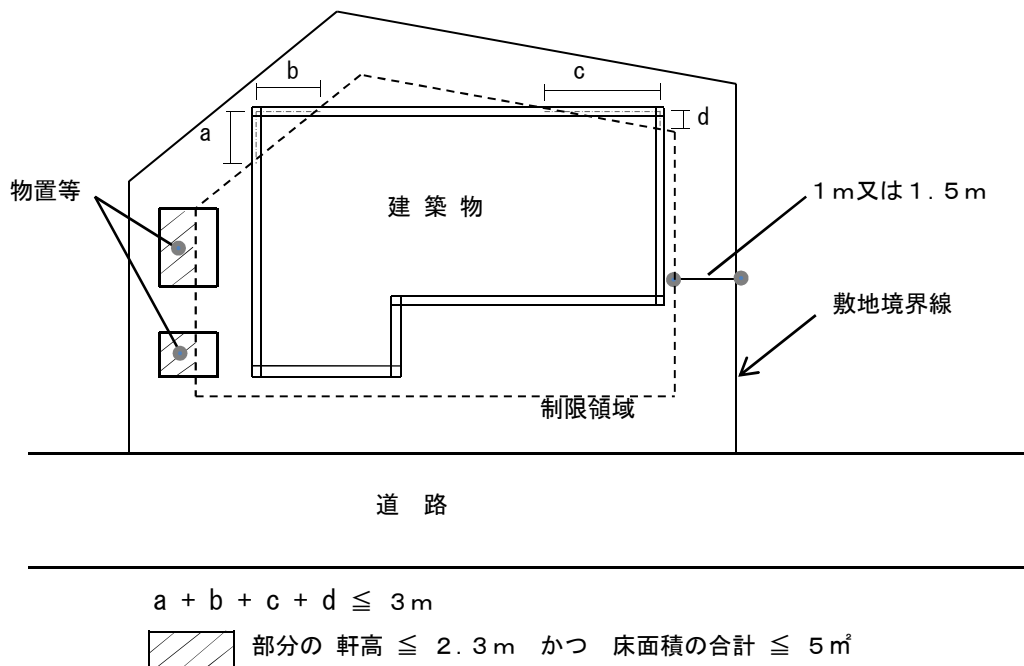 b
c
a
d
物置等
建 築 物
1m又は1.5m
敷地境界線
制限領域
道 路
a + b + c + d ≦ 3m
部分の 軒高 ≦ 2.3m かつ 床面積の合計 ≦ 5㎡